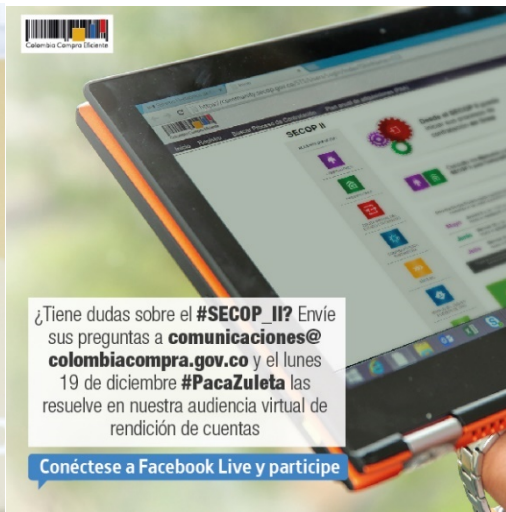 Colombia Compra Eficiente
SECOP II
¿Tiene dudas sobre el #SECOP_II? Envíe
sus preguntas a comunicaciones@
colombiacompra.gov.co y el lunes
19 de diciembre #PacaZuleta las
resuelve en nuestra audiencia virtual de
rendición de cuentas
Conéctese a Facebook Live y participe